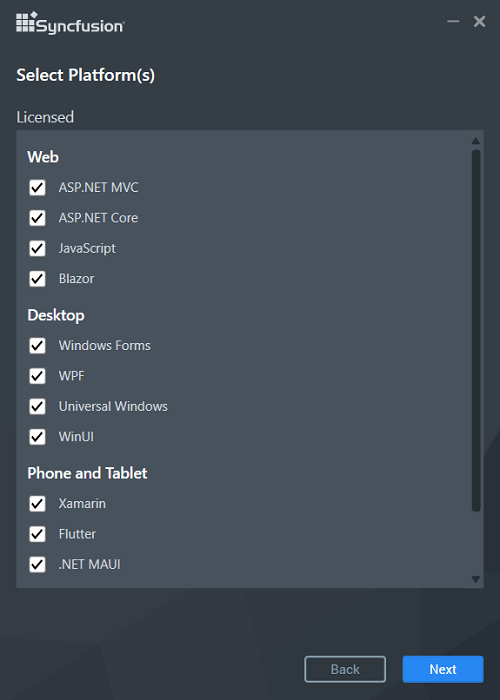 Syncfusion
Select Platform(s)
Licensed
Web
ASP.NET MVC
ASP.NET Core
JavaScript
Blazor
Desktop
Windows Forms
WPF
Universal Windows
WinUI
Phone and Tablet
Xamarin
Flutter
.NET MAUI
Back
Next